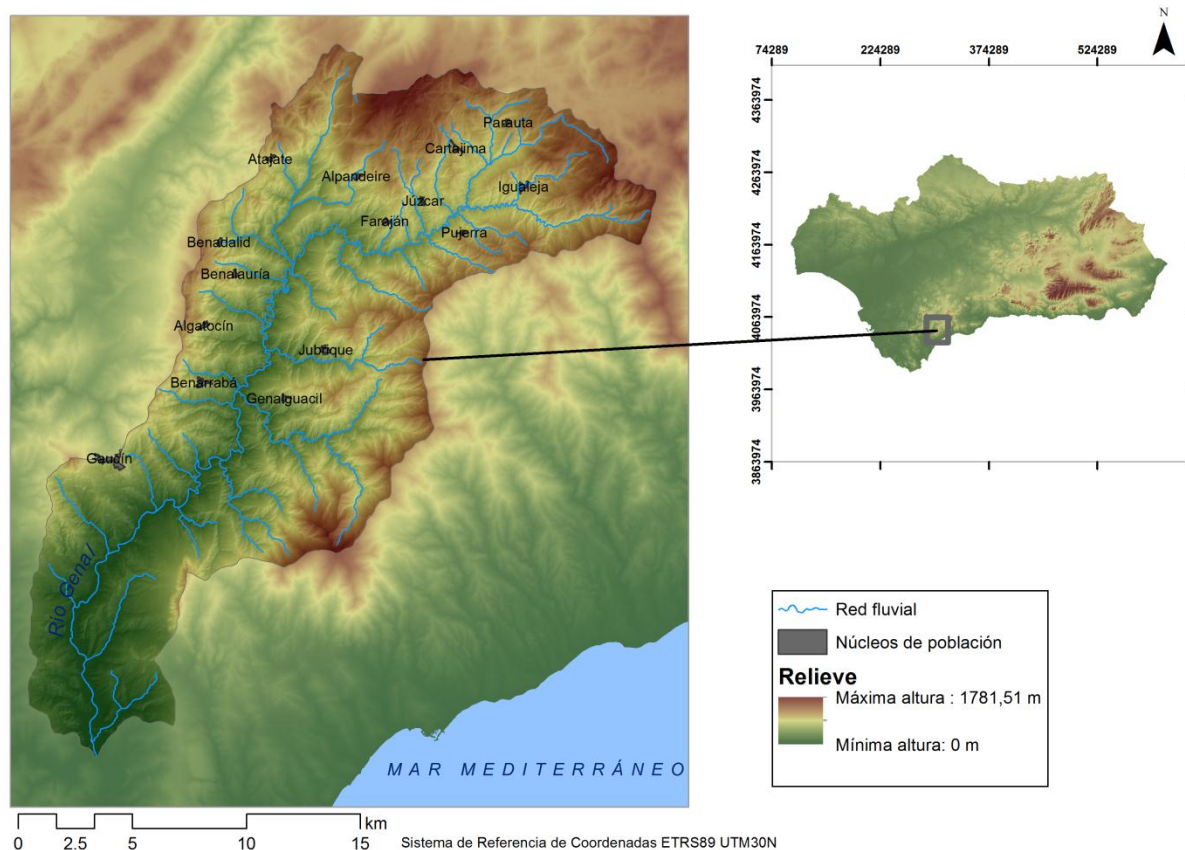 Parauta
Cartajima
Atajate
Alpandeire
Igualeja
Júzcar
Faraján
Pujerra
Benadalid
Benalauría
Algatocín
Jubrique
Benarrabá
Genalguacil
Gaucín
Río Genal
MAR MEDITERRÁNEO
0 2.5 5 10 15
km
Sistema de Referencia de Coordenadas ETRS89 UTM30N
N
74289 224289 374289 524289
4363974
4263974
4163974
4063974
3963974
3863974
Red fluvial
Núcleos de población
Relieve
Máxima altura : 1781,51 m
Mínima altura: 0 m